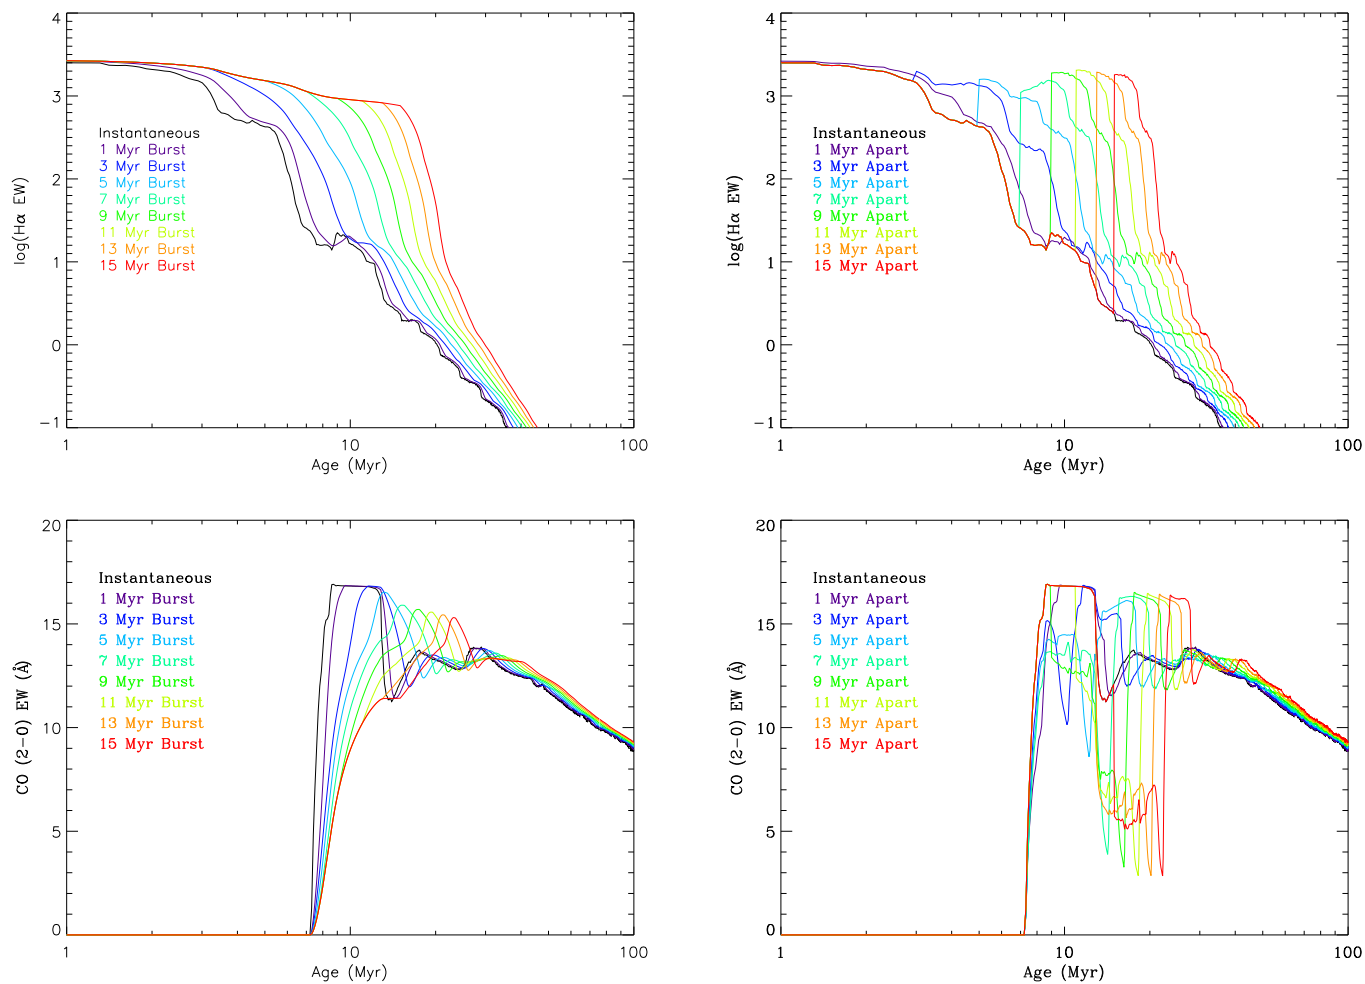 4
3
2
1
0
-1
log(Hα EW)
Instantaneous
1 Myr Burst
3 Myr Burst
5 Myr Burst
7 Myr Burst
9 Myr Burst
11 Myr Burst
13 Myr Burst
15 Myr Burst
1
10
100
Age (Myr)
4
3
2
1
0
-1
log(Hα EW)
Instantaneous
1 Myr Apart
3 Myr Apart
5 Myr Apart
7 Myr Apart
9 Myr Apart
11 Myr Apart
13 Myr Apart
15 Myr Apart
1
10
100
Age (Myr)
20
15
10
5
0
CO (2-0) EW (Å)
Instantaneous
1 Myr Burst
3 Myr Burst
5 Myr Burst
7 Myr Burst
9 Myr Burst
11 Myr Burst
13 Myr Burst
15 Myr Burst
1
10
100
Age (Myr)
20
15
10
5
0
CO (2-0) EW (Å)
Instantaneous
1 Myr Apart
3 Myr Apart
5 Myr Apart
7 Myr Apart
9 Myr Apart
11 Myr Apart
13 Myr Apart
15 Myr Apart
1
10
100
Age (Myr)